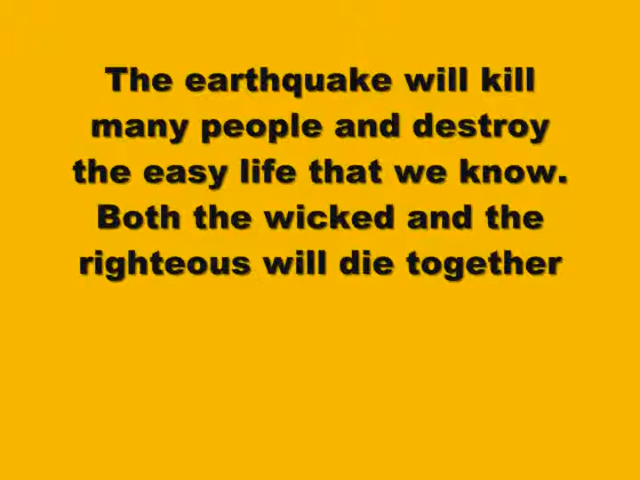 The earthquake will kill
many people and destroy
the easy life that we know.
Both the wicked and the
righteous will die together